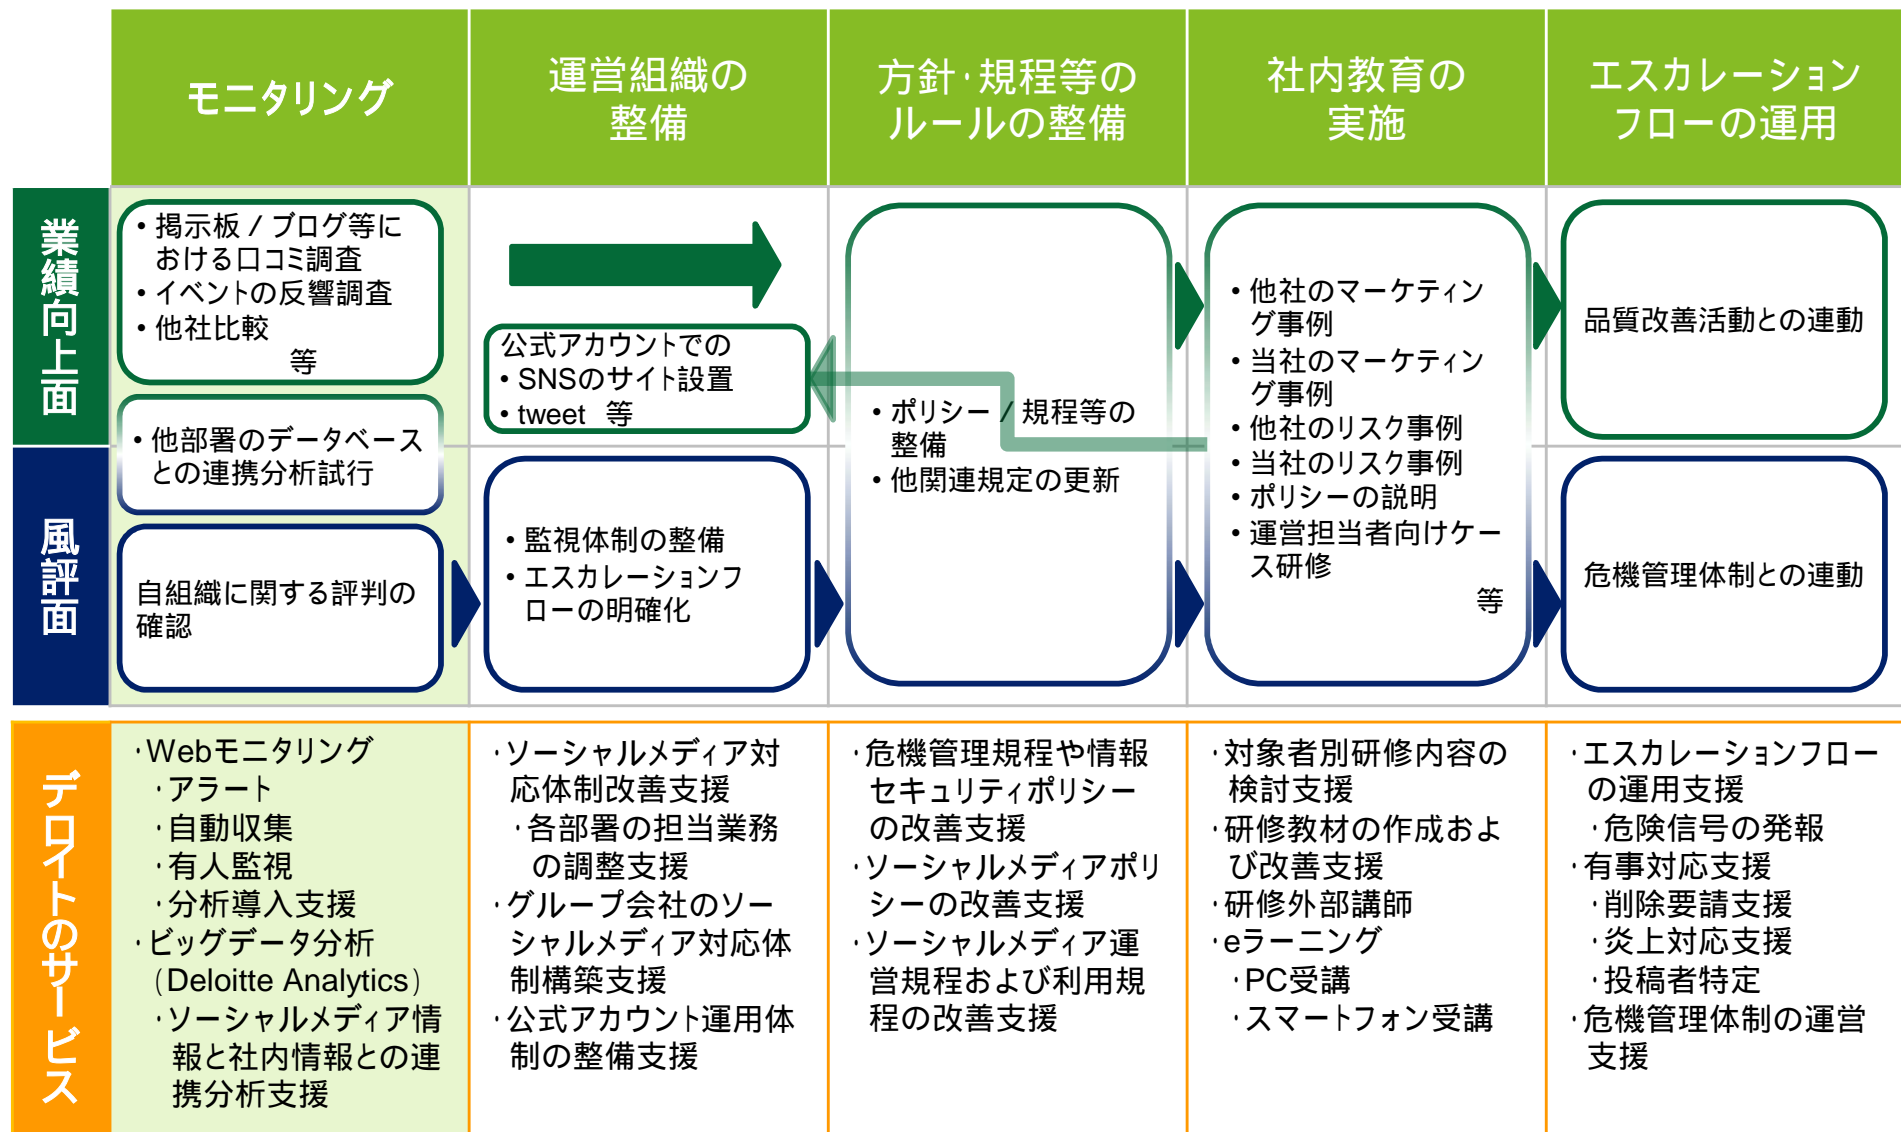 モニタリング
運営組織の
整備
方針・規程等の
ルールの整備
社内教育の
実施
エスカレーション
フローの運用
業績向上面
・掲示板 / ブログ等に
おける口コミ調査
・イベントの反響調査
・他社比較
等
・他部署のデータベース
との連携分析試行
公式アカウントでの
・SNSのサイト設置
・tweet 等
・ポリシー / 規程等の
整備
・他関連規定の更新
・他社のマーケティン
グ事例
・当社のマーケティン
グ事例
・他社のリスク事例
・当社のリスク事例
・ポリシーの説明
・運営担当者向けケー
ス研修
等
品質改善活動との連動
風評面
自組織に関する評判の
確認
・監視体制の整備
・エスカレーションフ
ローの明確化
危機管理体制との連動
デロイトのサービス
・Webモニタリング
・アラート
・自動収集
・有人監視
・分析導入支援
・ビッグデータ分析
(Deloitte Analytics)
・ソーシャルメディア情
報と社内情報との連
携分析支援
・ソーシャルメディア対
応体制改善支援
・各部署の担当業務
の調整支援
・グループ会社のソー
シャルメディア対応体
制構築支援
・公式アカウント運用体
制の整備支援
・危機管理規程や情報
セキュリティポリシー
の改善支援
・ソーシャルメディアポリ
シーの改善支援
・ソーシャルメディア運
営規程および利用規
程の改善支援
・対象者別研修内容の
検討支援
・研修教材の作成およ
び改善支援
・研修外部講師
・eラーニング
・PC受講
・スマートフォン受講
・エスカレーションフロー
の運用支援
・危険信号の発報
・有事対応支援
・削除要請支援
・炎上対応支援
・投稿者特定
・危機管理体制の運営
支援